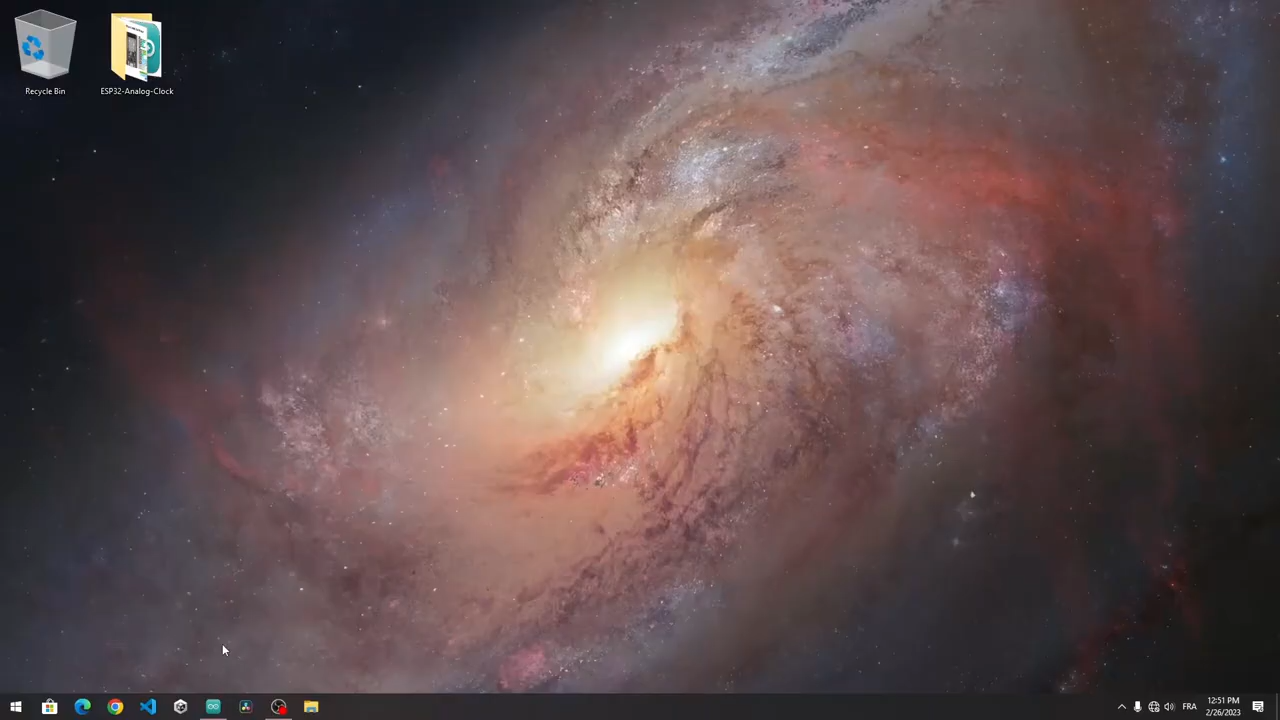 Recycle Bin
ESP32-Analog-Clock
FRA
12:51 PM
2/26/2023